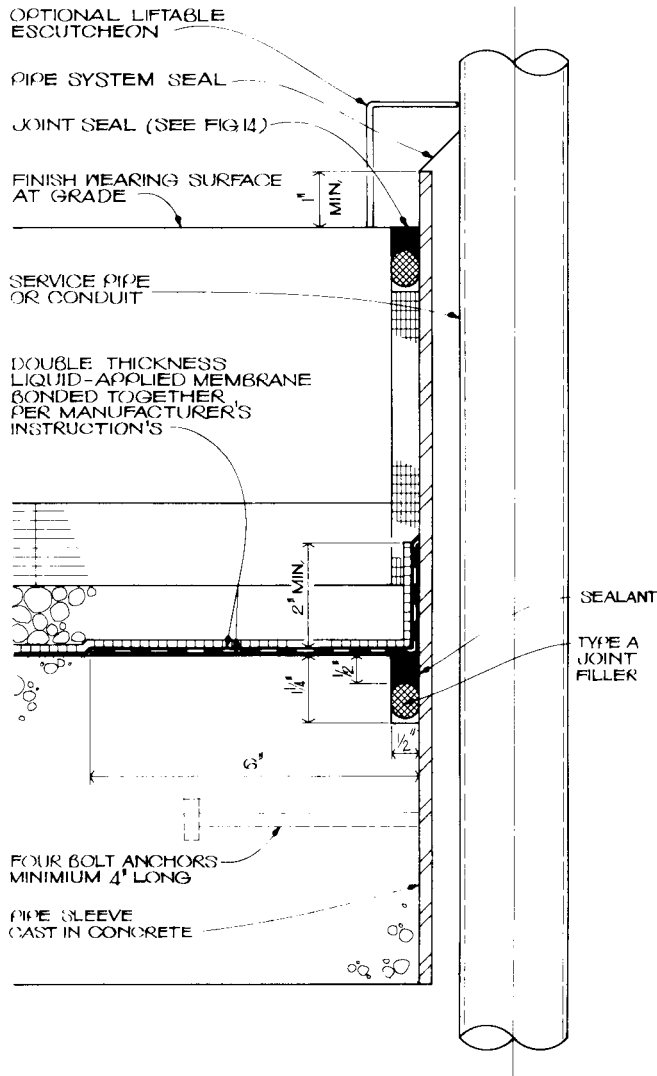 OPTIONAL LIFTABLE
ESCUTCHEON
PIPE SYSTEM SEAL
JOINT SEAL (SEE FIG 14)
FINISH WEARING SURFACE
AT GRADE
1" MIN.
SERVICE PIPE
OR CONDUIT
DOUBLE THICKNESS
LIQUID-APPLIED MEMBRANE
BONDED TOGETHER,
PER MANUFACTURER'S
INSTRUCTION'S
2" MIN.
SEALANT
TYPE A
JOINT
FILLER
1 1/4"
1/2"
1/2"
6"
FOUR BOLT ANCHORS
MINIMIUM 4" LONG
PIPE SLEEVE
CAST IN CONCRETE